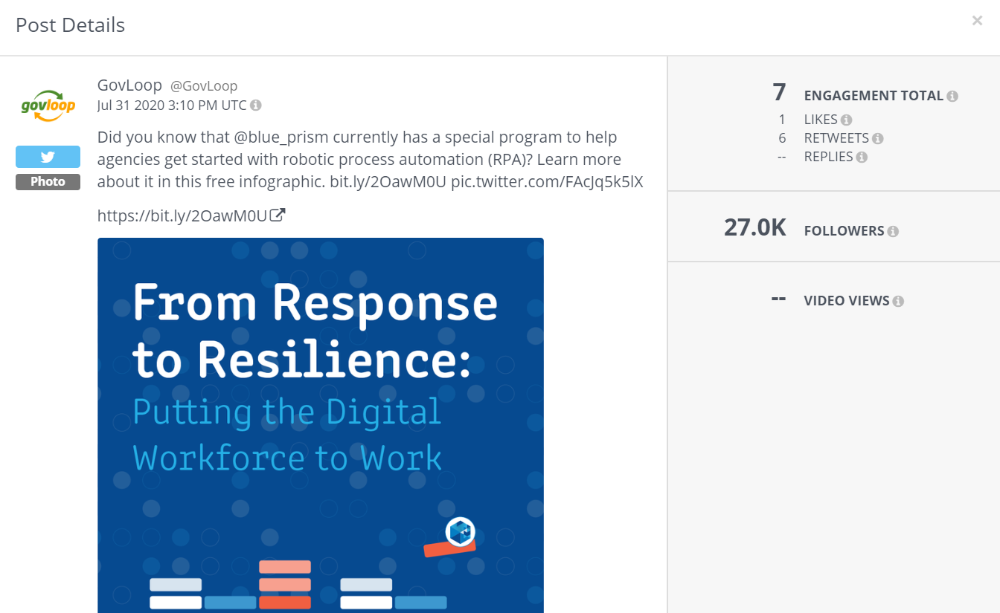 Post Details
×
govloop
GovLoop @GovLoop
Jul 31 2020 3:10 PM UTC
Photo
Did you know that @blue_prism currently has a special program to help
agencies get started with robotic process automation (RPA)? Learn more
about it in this free infographic. bit.ly/2OawM0U pic.twitter.com/FAcJq5k5lX
https://bit.ly/2OawM0U
From Response
to Resilience:
Putting the Digital
Workforce to Work
7 ENGAGEMENT TOTAL
1 LIKES
6 RETWEETS
-- REPLIES
27.0K FOLLOWERS
-- VIDEO VIEWS